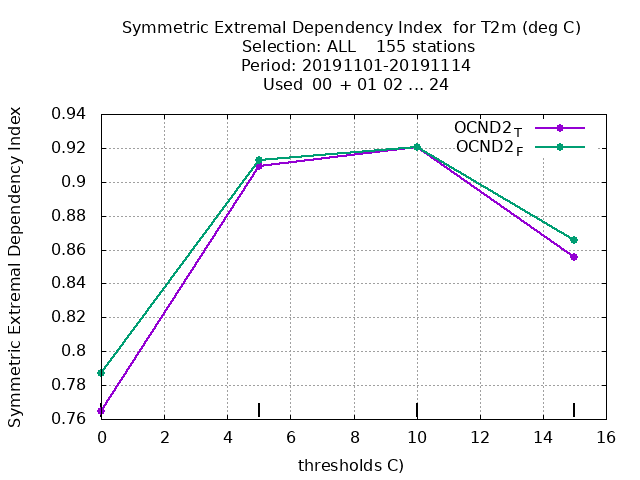 Symmetric Extremal Dependency Index  for T2m (deg C)
Selection: ALL    155 stations
Period: 20191101-20191114
Used  00 + 01 02 ... 24
Symmetric Extremal Dependency Index
0.94
0.92
0.9
0.88
0.86
0.84
0.82
0.8
0.78
0.76
OCND2T
OCND2F
0 2 4 6 8 10 12 14 16
thresholds C)